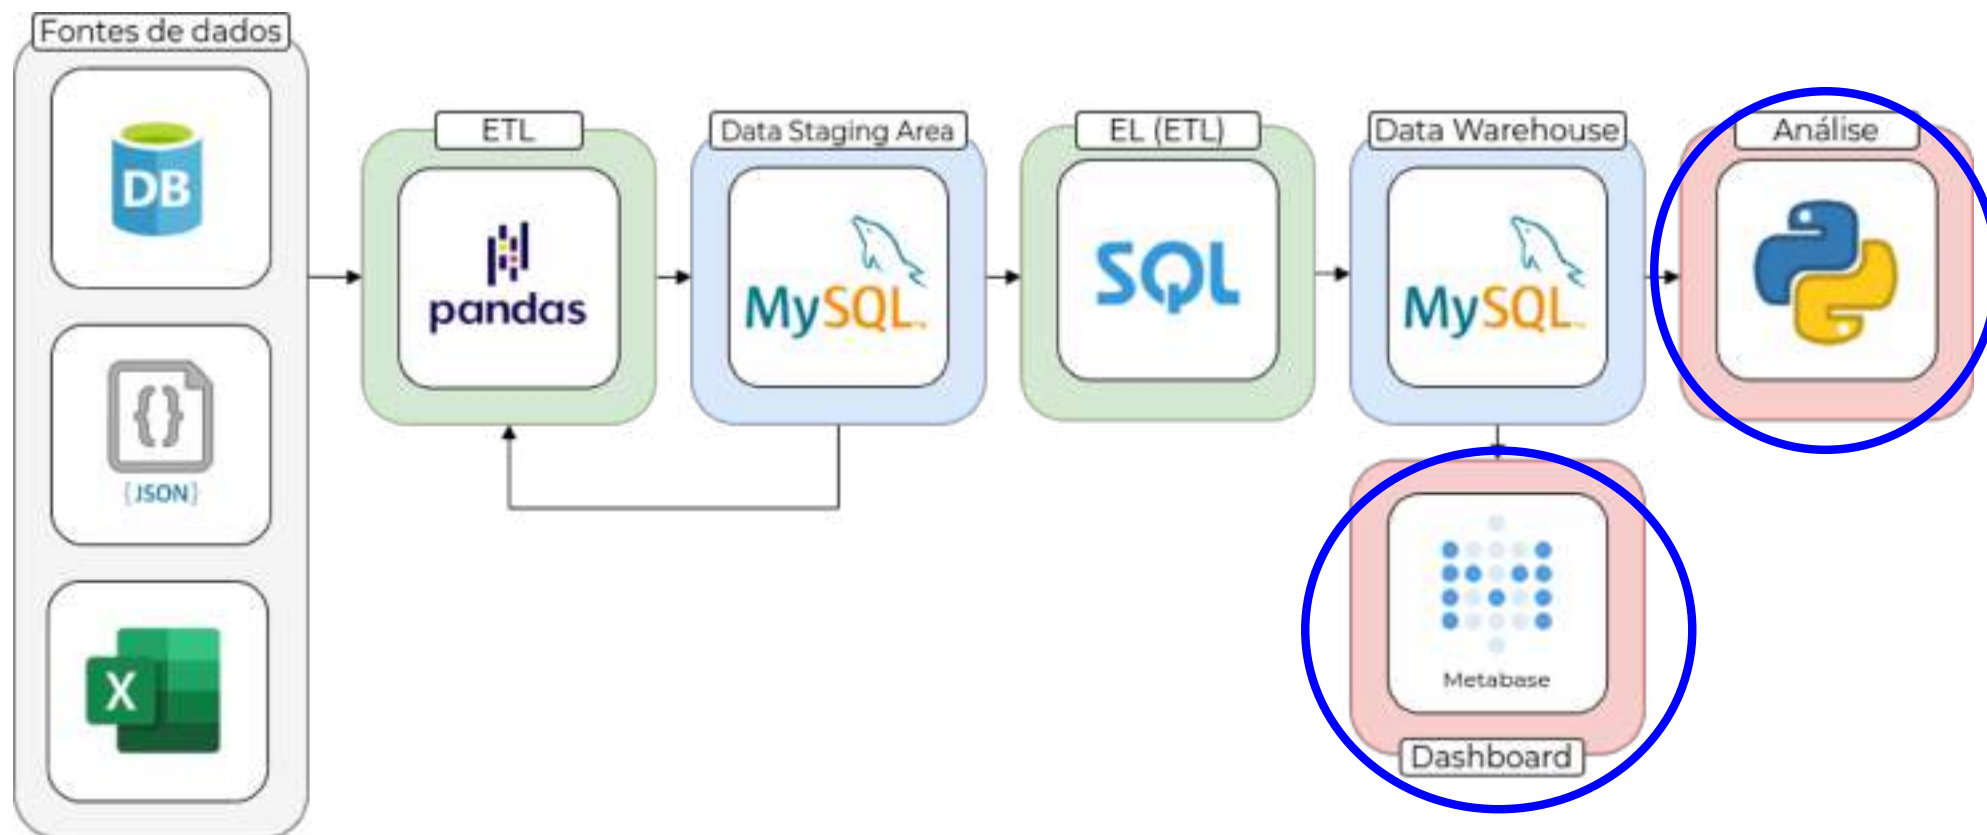 Fontes de dados
DB
{JSON}
X
ETL
pandas
Data Staging Area
MySQL
EL (ETL)
SQL
Data Warehouse
MySQL
Análise
Metabase
Dashboard